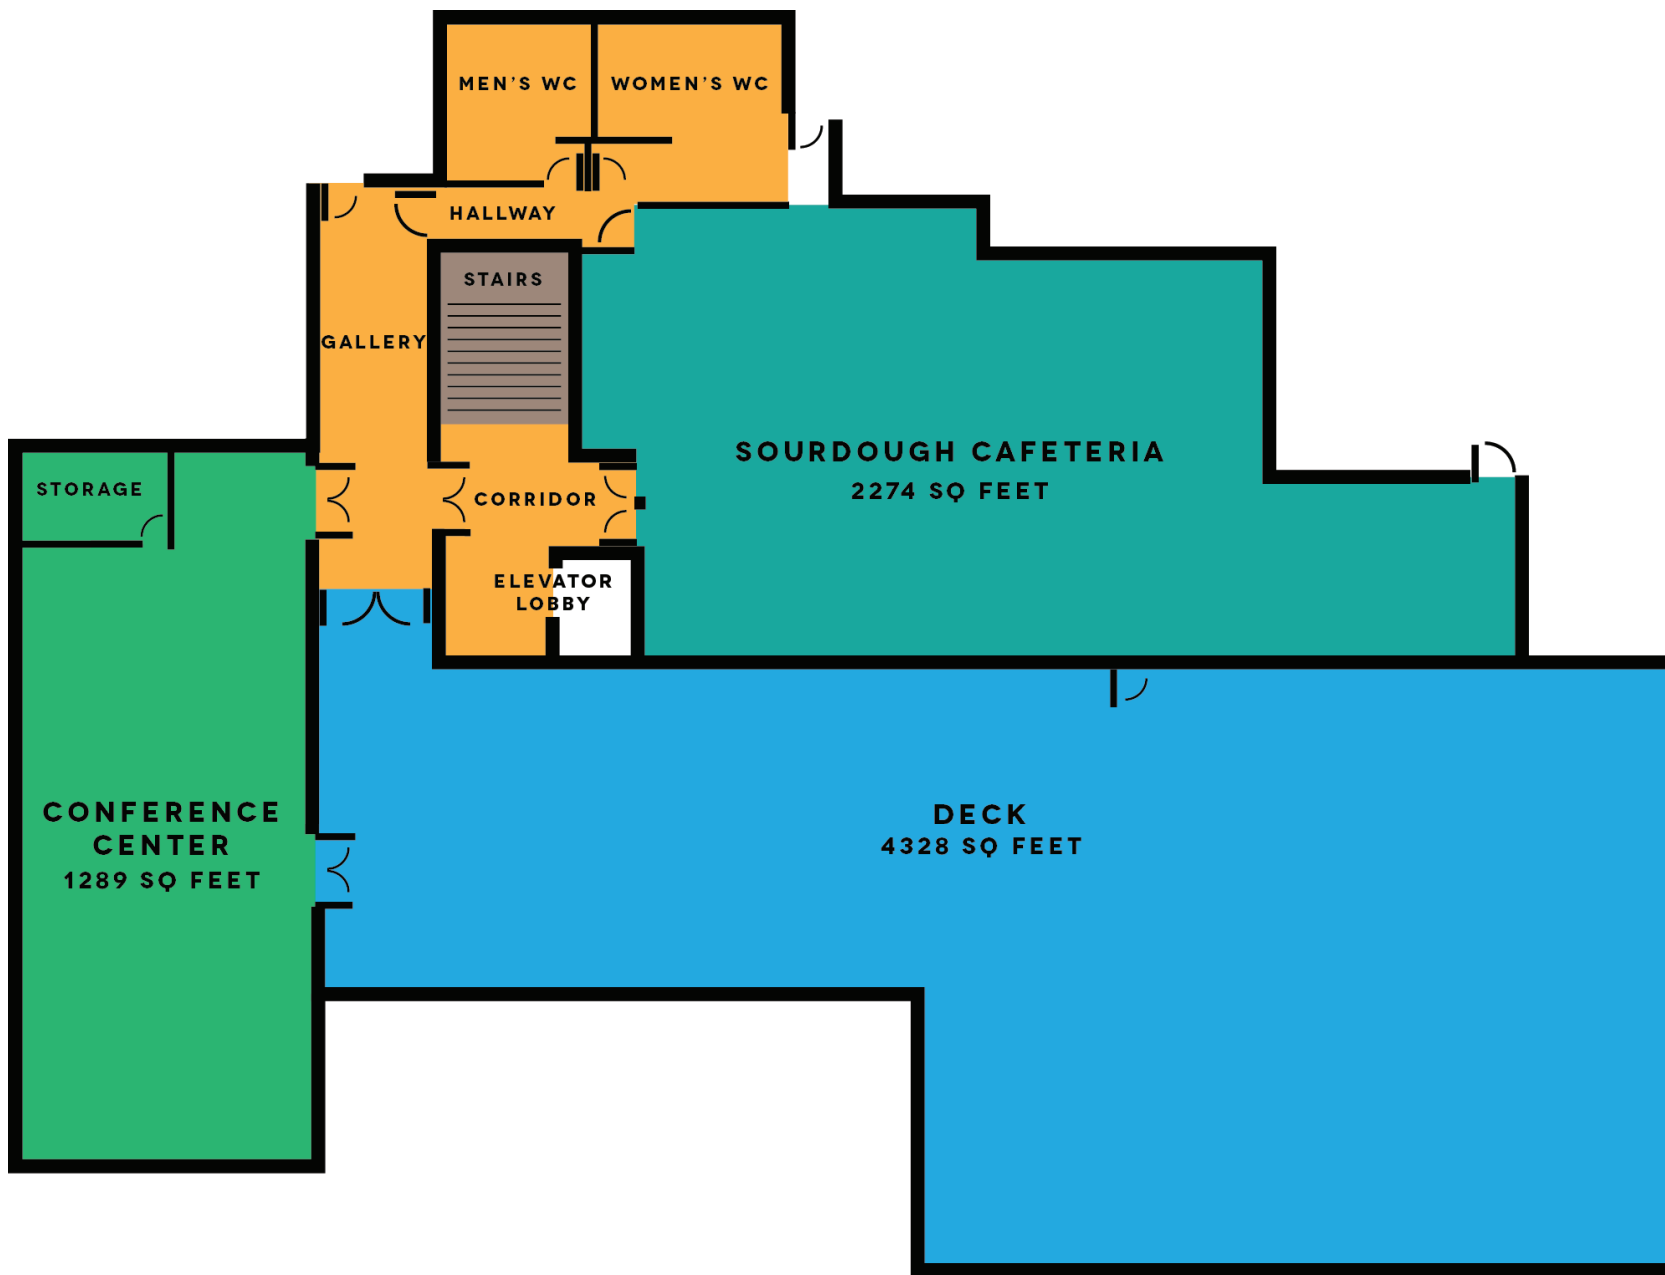 MEN'S WC
WOMEN'S WC
HALLWAY
STAIRS
GALLERY
SOURDOUGH CAFETERIA
2274 SQ FEET
STORAGE
CORRIDOR
ELEVATOR
LOBBY
CONFERENCE
CENTER
1289 SQ FEET
DECK
4328 SQ FEET